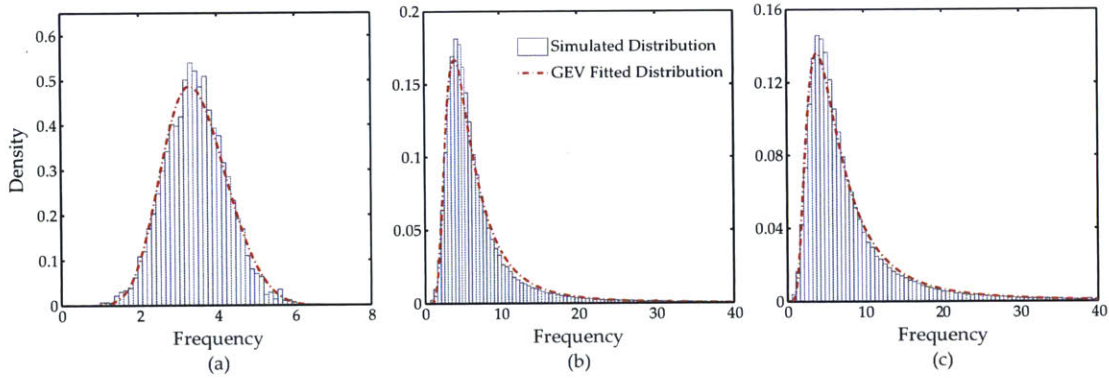 0.6
0.5
0.4
0.3
0.2
0.1
0
Density
0 2 4 6 8
Frequency
(a)
0.2
0.15
0.1
0.05
0
Simulated Distribution
GEV Fitted Distribution
0 10 20 30 40
Frequency
(b)
0.16
0.12
0.08
0.04
0
0 10 20 30 40
Frequency
(c)